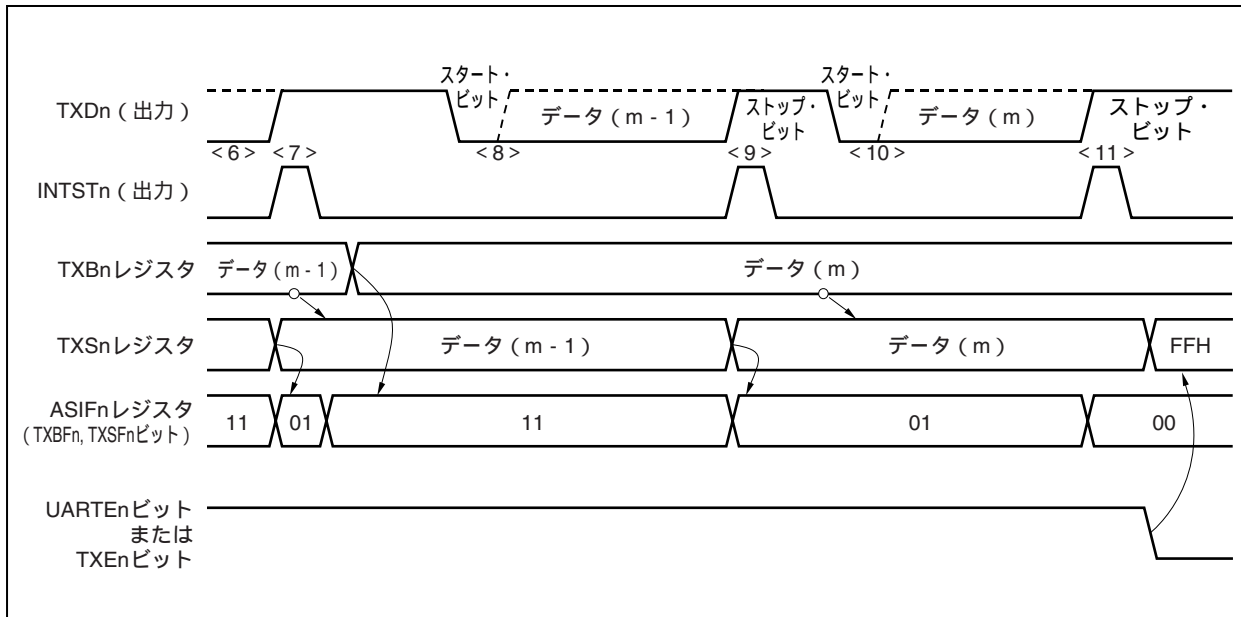 TXDn（出力）
スタート・
ビット
データ（m - 1）
ストップ・
ビット
スタート・
ビット
データ（m）
ストップ・
ビット
<6> <7> <8> <9> <10> <11>
INTSTn（出力）
TXBnレジスタ データ（m - 1） データ（m）
TXSnレジスタ データ（m - 1） データ（m） FFH
ASIFnレジスタ
（TXBFn, TXSFnビット）
11 01 11 01 00
UARTEnビット
または
TXEnビット